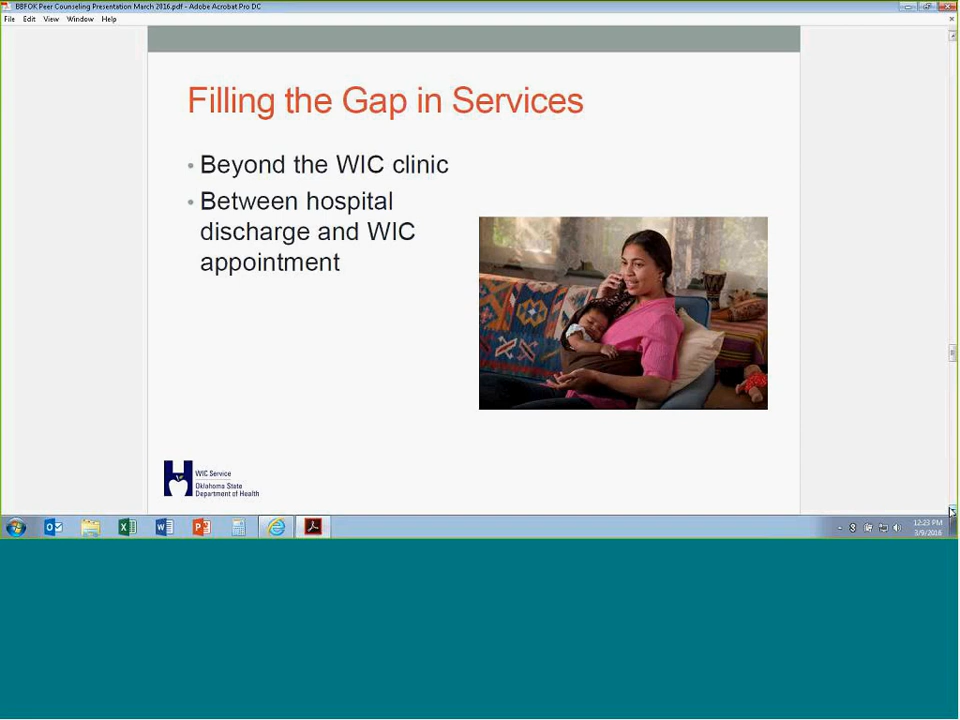 BBFOK Peer Counseling Presentation March 2016.pdf - Adobe Acrobat Pro DC
File Edit View Window Help
Filling the Gap in Services
• Beyond the WIC clinic
• Between hospital
discharge and WIC
appointment
WIC Service
Oklahoma State
Department of Health
12:23 PM
3/9/2016